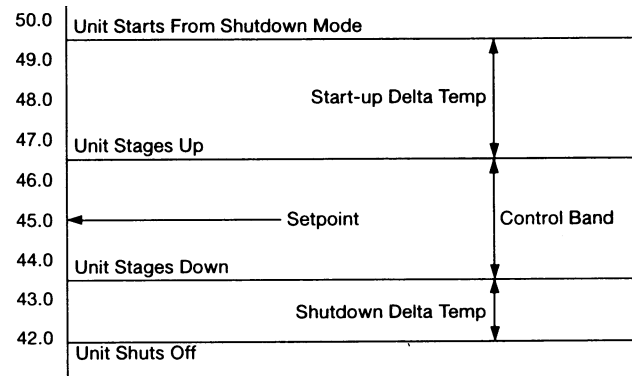 50.0
Unit Starts From Shutdown Mode
49.0
48.0
Start-up Delta Temp
47.0
Unit Stages Up
46.0
45.0
Setpoint
Control Band
44.0
Unit Stages Down
43.0
Shutdown Delta Temp
42.0
Unit Shuts Off